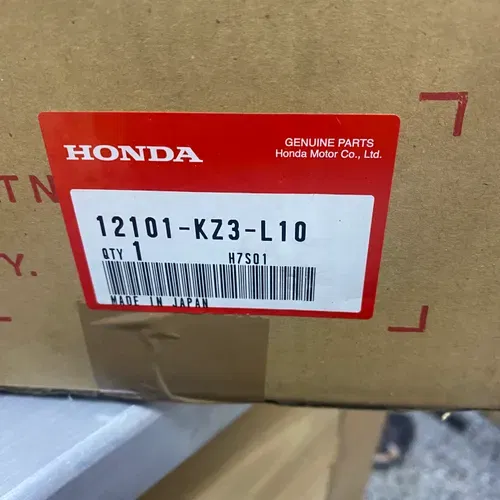 HONDA
GENUINE PARTS
Honda Motor Co., Ltd.
12101-KZ3-L10
QTY 1 H7S01
MADE IN JAPAN
T N
Y.